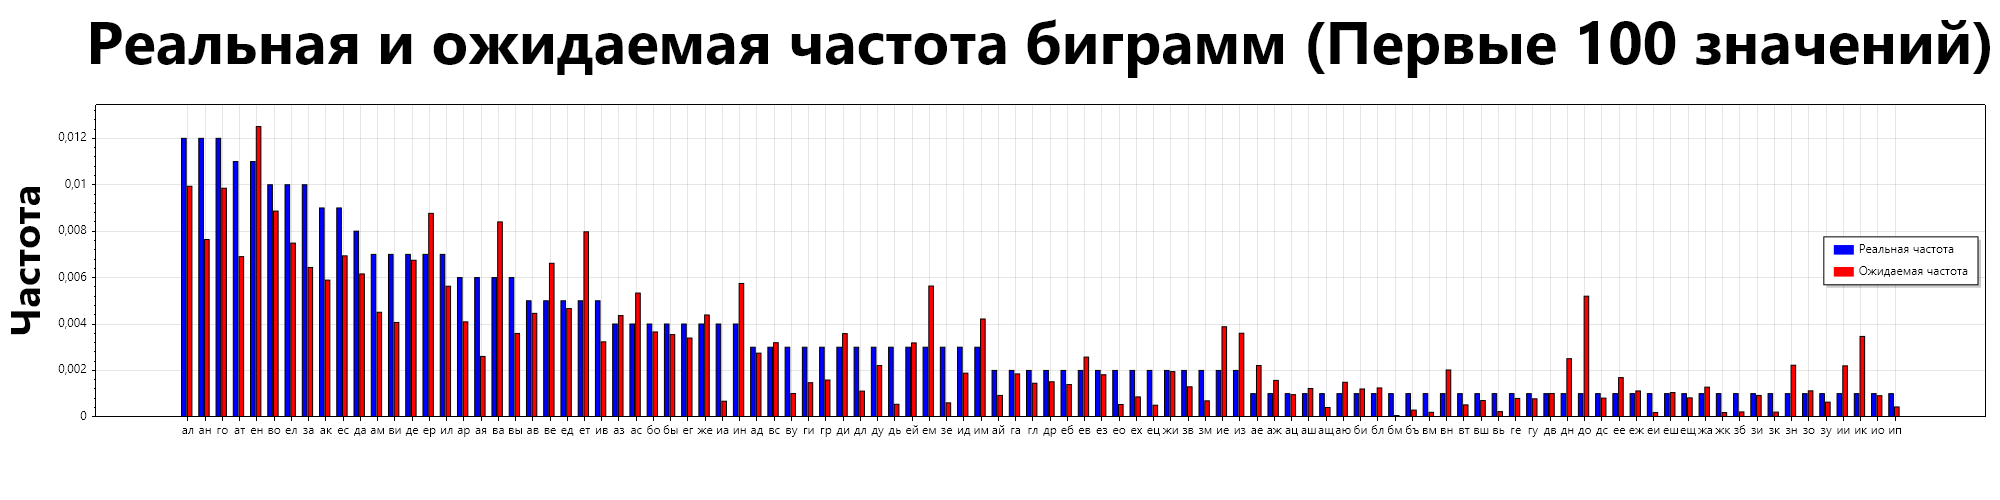 Реальная и ожидаемая частота биграмм (Первые 100 значений)
Частота
0,012
0,01
0,008
0,006
0,004
0,002
0
Реальная частота
Ожидаемая частота
ал ан го ат ен во ел за ак ес да ам ви де ер ил ар ая ва вы ав ве ед ет ив аз ас бо бы ег же иа ин ад вс ву ги гр ди дл ду дь ей ем зе ид им ай га гл др еб ев ез ео ех ец жи зв зм ие из ае аж ац аш ащ аю би бл бм бъ вм вн вт вш вь ге гу дв дн до дс ее еж еи еш ещ жа жк зб зи зк зн зо зу ии ик ио ип